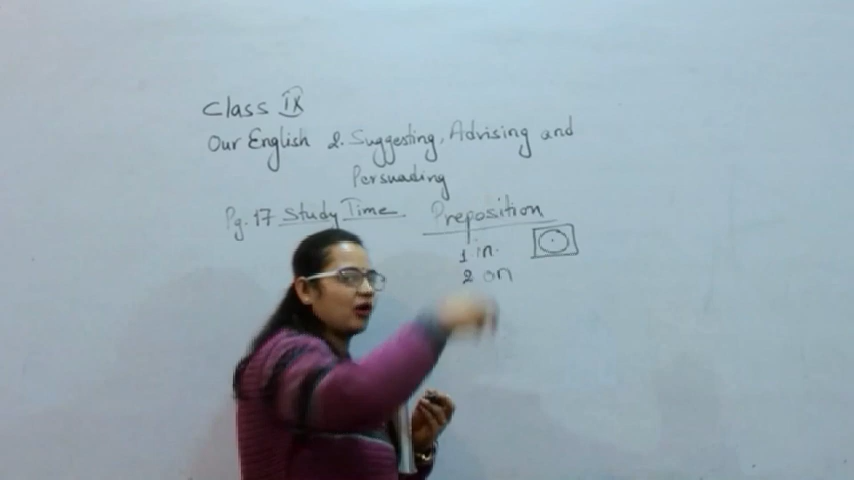 Class IX
Our English 2. Suggesting, Advising and
Persuading
Pg. 17 Study Time
Preposition
1 in.
2 on